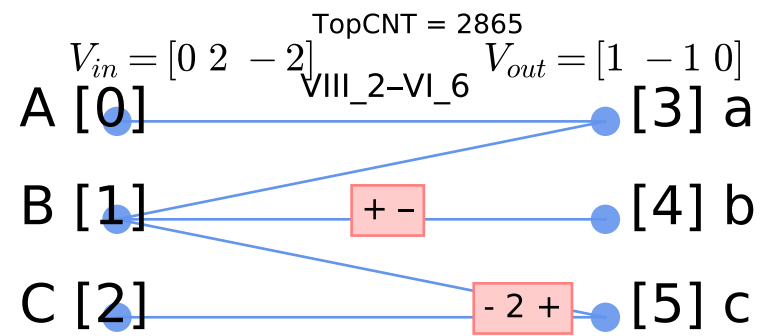 TopCNT = 2865
V_in = [0 2 − 2] V_out = [1 − 1 0]
VIII_2–VI_6
A [0] [3] a
B [1] + – [4] b
C [2] - 2 + [5] c